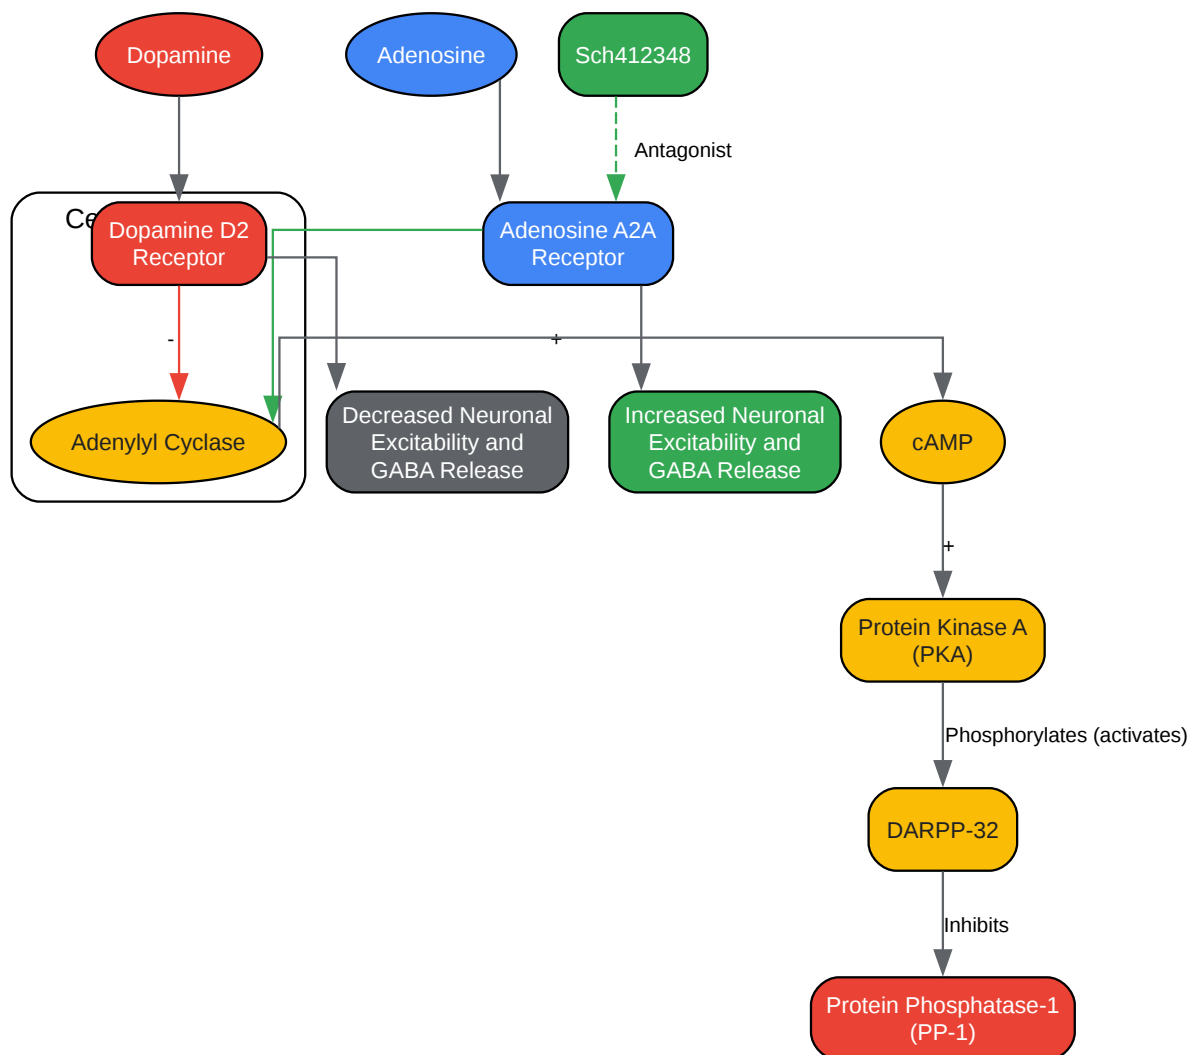 Dopamine
Adenosine
Sch412348
Antagonist
Dopamine D2
Receptor
Adenosine A2A
Receptor
-
+
Adenylyl Cyclase
Decreased Neuronal
Excitability and
GABA Release
Increased Neuronal
Excitability and
GABA Release
cAMP
+
Protein Kinase A
(PKA)
Phosphorylates (activates)
DARPP-32
Inhibits
Protein Phosphatase-1
(PP-1)